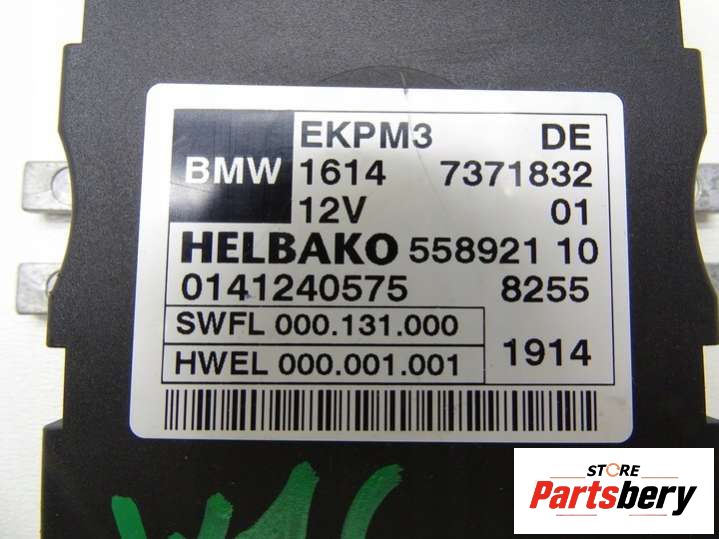 EKPM3 DE
BMW 1614 7371832
12V 01
HELBAKO 558921 10
0141240575 8255
SWFL 000.131.000
HWEL 000.001.001 1914
STORE
Partsbery